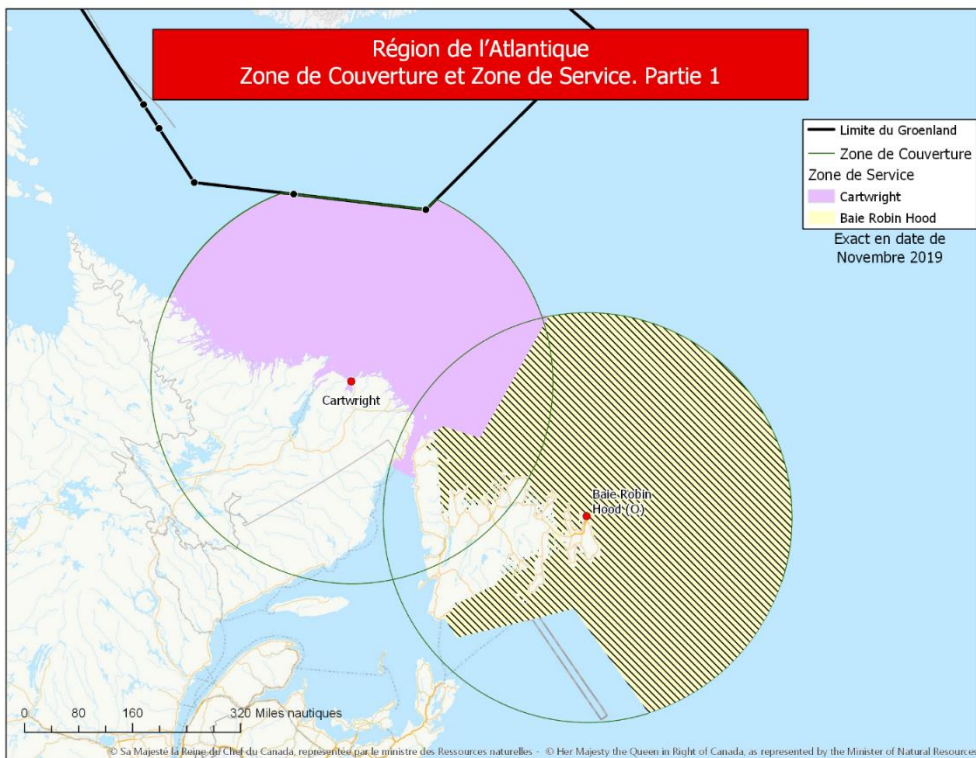 Région de l'Atlantique
Zone de Couverture et Zone de Service. Partie 1
Limite du Groenland
Zone de Couverture
Zone de Service
Cartwright
Baie Robin Hood
Exact en date de
Novembre 2019
Cartwright
Baie Robin
Hood (O)
0 80 160 320 Miles nautiques
© Sa Majesté la Reine du Chef du Canada, représentée par le ministre des Ressources naturelles - © Her Majesty the Queen in Right of Canada, as represented by the Minister of Natural Resources